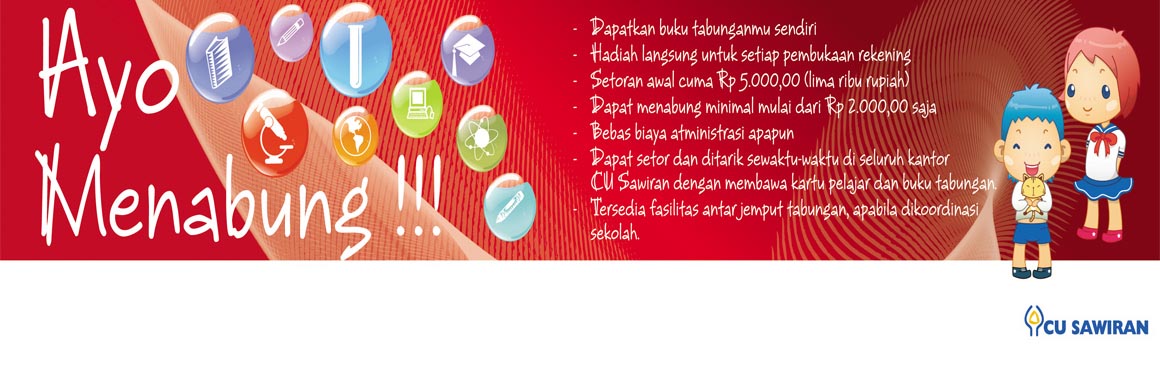 Ayo
Menabung !!!
- Dapatkan buku tabunganmu sendiri
- Hadiah langsung untuk setiap pembukaan rekening
- Setoran awal cuma Rp 5.000,00 (lima ribu rupiah)
- Dapat menabung minimal mulai dari Rp 2.000,00 saja
- Bebas biaya atministrasi apapun
- Dapat setor dan ditarik sewaktu-waktu di seluruh kantor
CU Sawiran dengan membawa kartu pelajar dan buku tabungan.
- Tersedia fasilitas antar jemput tabungan, apabila dikoordinasi
sekolah.
CU SAWIRAN